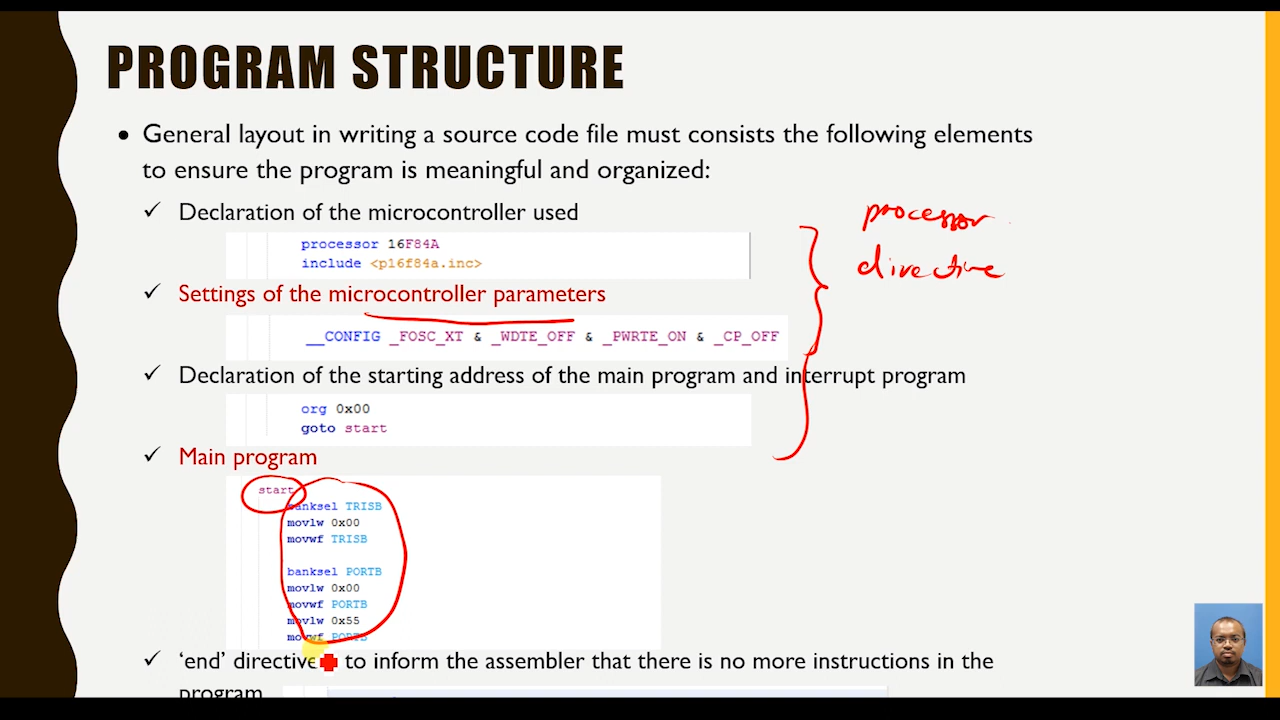 PROGRAM STRUCTURE
• General layout in writing a source code file must consists the following elements
to ensure the program is meaningful and organized:
✓ Declaration of the microcontroller used
processor
processor 16F84A
include <p16f84a.inc>
directive
✓ Settings of the microcontroller parameters
__CONFIG _FOSC_XT & _WDTE_OFF & _PWRTE_ON & _CP_OFF
✓ Declaration of the starting address of the main program and interrupt program
org 0x00
goto start
✓ Main program
start
banksel TRISB
movlw 0x00
movwf TRISB
banksel PORTB
movlw 0x00
movwf PORTB
movlw 0x55
movwf PORTB
✓ ‘end’ directive to inform the assembler that there is no more instructions in the
program